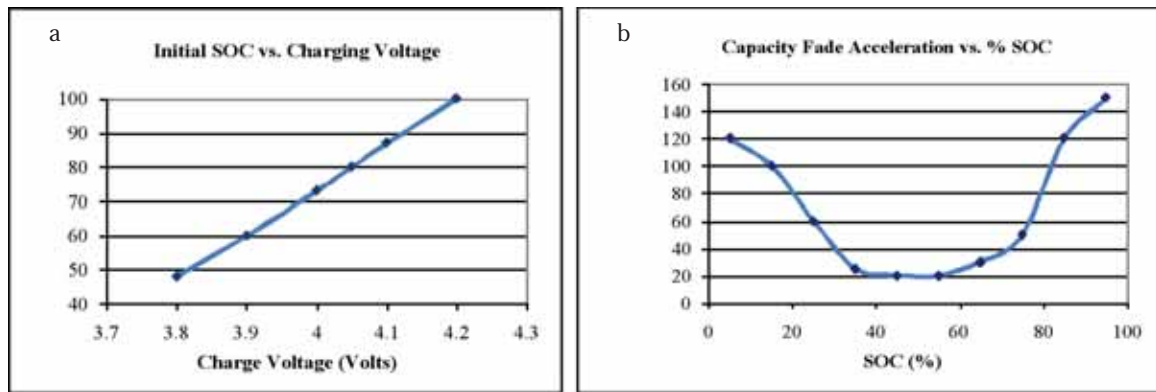 a
Initial SOC vs. Charging Voltage
100
90
80
70
60
50
40
3.7 3.8 3.9 4 4.1 4.2 4.3
Charge Voltage (Volts)
b
Capacity Fade Acceleration vs. % SOC
160
140
120
100
80
60
40
20
0
0 20 40 60 80 100
SOC (%)